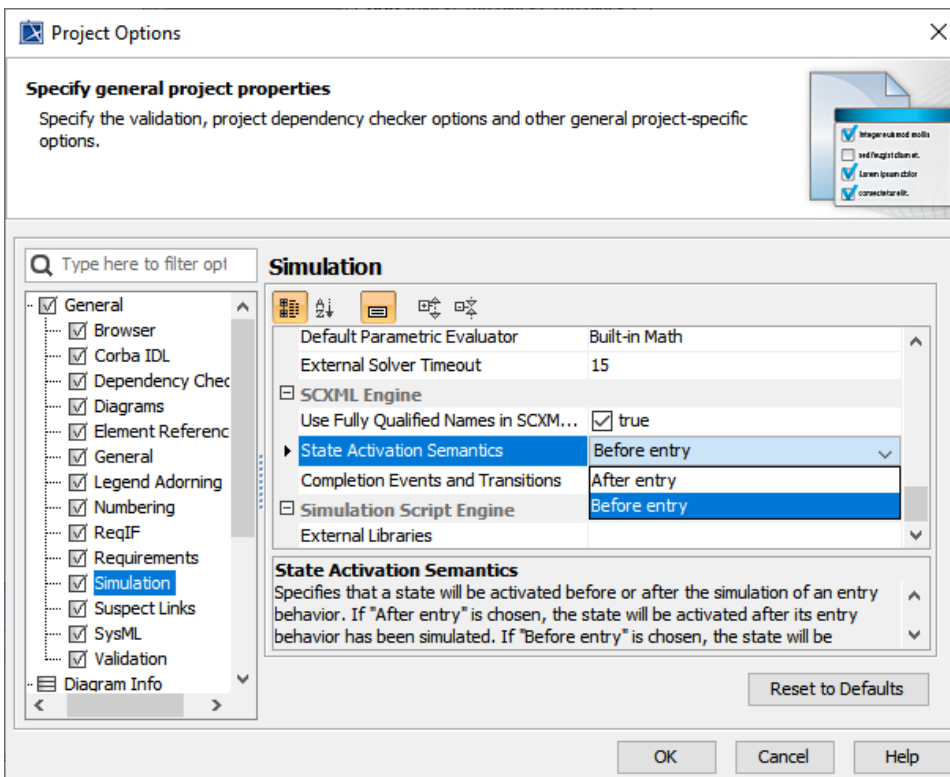 Project Options
Specify general project properties
Specify the validation, project dependency checker options and other general project-specific
options.
Type here to filter opt
General
Browser
Corba IDL
Dependency Chec
Diagrams
Element Referenc
General
Legend Adorning
Numbering
ReqIF
Requirements
Simulation
Suspect Links
SysML
Validation
Diagram Info
Simulation
Default Parametric Evaluator Built-in Math
External Solver Timeout 15
SCXML Engine
Use Fully Qualified Names in SCXM... true
State Activation Semantics Before entry
Completion Events and Transitions After entry
Before entry
Simulation Script Engine
External Libraries
State Activation Semantics
Specifies that a state will be activated before or after the simulation of an entry
behavior. If "After entry" is chosen, the state will be activated after its entry
behavior has been simulated. If "Before entry" is chosen, the state will be
Reset to Defaults
OK Cancel Help